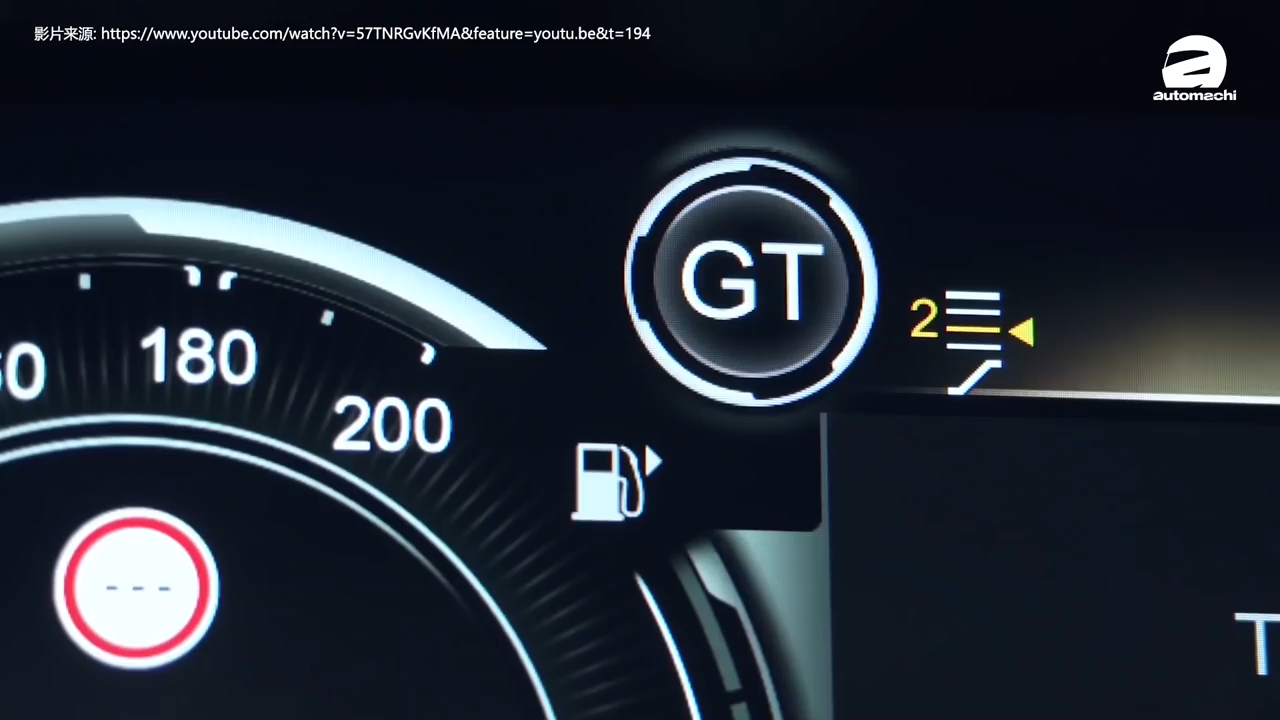 影片来源: https://www.youtube.com/watch?v=57TNRGvKfMA&feature=youtu.be&t=194
automachi
GT
2
180
200
- - -